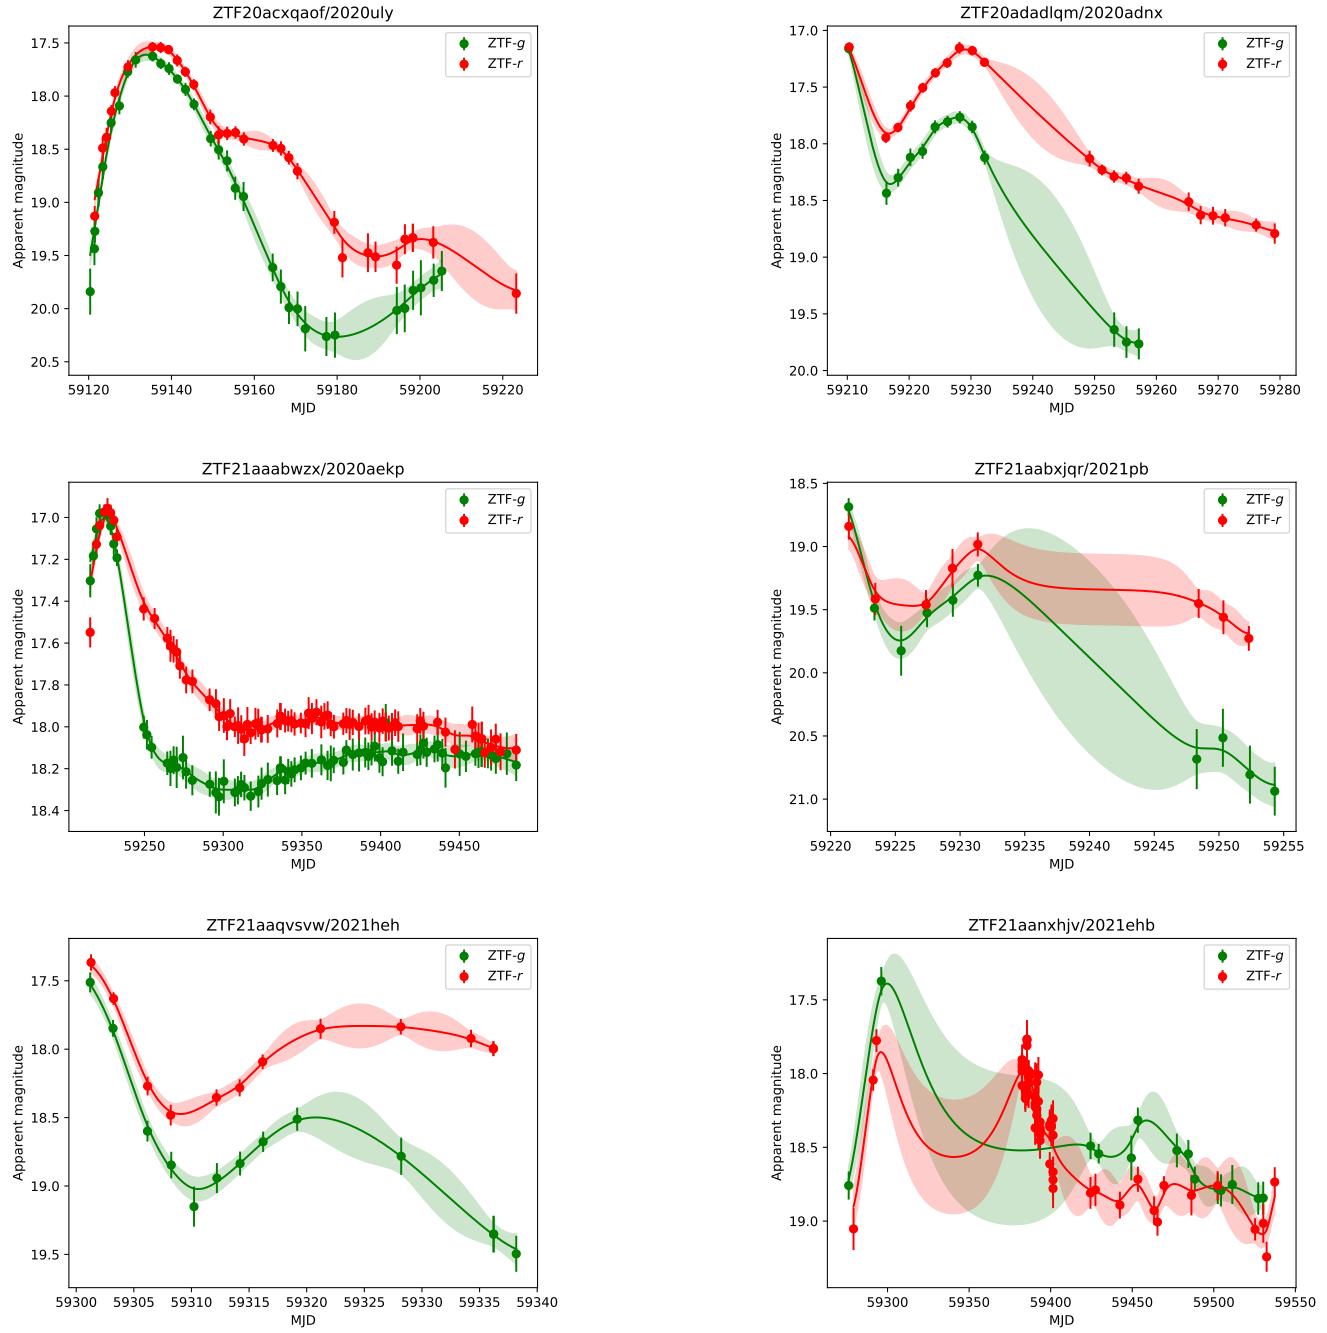 ZTF20acxqaof/2020uly
ZTF-g
ZTF-r
17.5
18.0
18.5
19.0
19.5
20.0
20.5
Apparent magnitude
59120 59140 59160 59180 59200 59220
MJD
ZTF20adadlqm/2020adnx
ZTF-g
ZTF-r
17.0
17.5
18.0
18.5
19.0
19.5
20.0
Apparent magnitude
59210 59220 59230 59240 59250 59260 59270 59280
MJD
ZTF21aaabwzx/2020aekp
ZTF-g
ZTF-r
17.0
17.2
17.4
17.6
17.8
18.0
18.2
18.4
Apparent magnitude
59250 59300 59350 59400 59450
MJD
ZTF21aabxjqr/2021pb
ZTF-g
ZTF-r
18.5
19.0
19.5
20.0
20.5
21.0
Apparent magnitude
59220 59225 59230 59235 59240 59245 59250 59255
MJD
ZTF21aaqvsvw/2021heh
ZTF-g
ZTF-r
17.5
18.0
18.5
19.0
19.5
Apparent magnitude
59300 59305 59310 59315 59320 59325 59330 59335 59340
MJD
ZTF21aanxhjv/2021ehb
ZTF-g
ZTF-r
17.5
18.0
18.5
19.0
Apparent magnitude
59300 59350 59400 59450 59500 59550
MJD